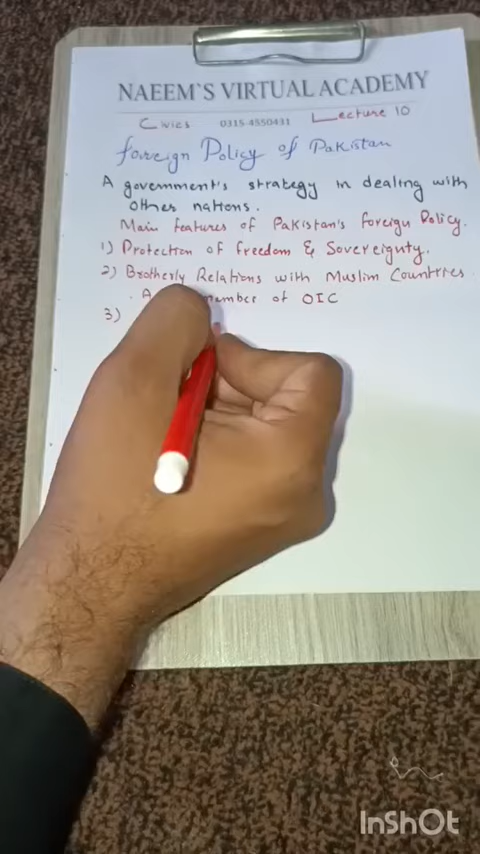 NAEEM'S VIRTUAL ACADEMY
Civics 0315-4550431 Lecture 10
Foreign Policy of Pakistan
A government's strategy in dealing with
other nations.
Main features of Pakistan's foreign Policy.
1) Protection of freedom & Sovereignty.
2) Brotherly Relations with Muslim Countries
. A member of OIC
3)
InShOt